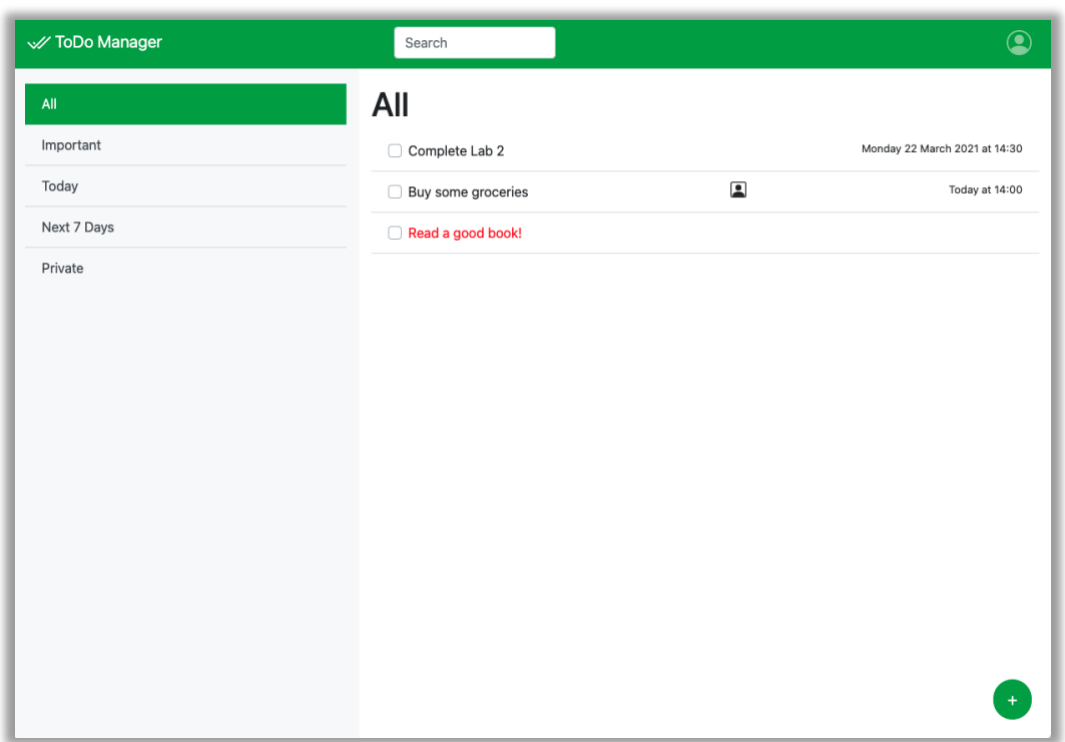 ToDo Manager
Search
All
Important
Today
Next 7 Days
Private
All
Complete Lab 2 Monday 22 March 2021 at 14:30
Buy some groceries Today at 14:00
Read a good book!
+